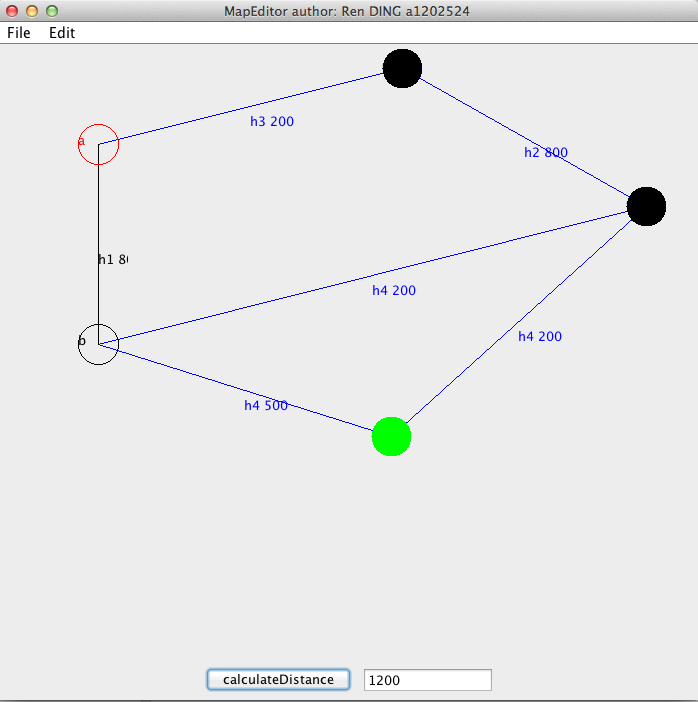 MapEditor author: Ren DING a1202524
File Edit
h3 200
a
h2 800
h1 8
h4 200
h4 200
b
h4 500
calculateDistance 1200